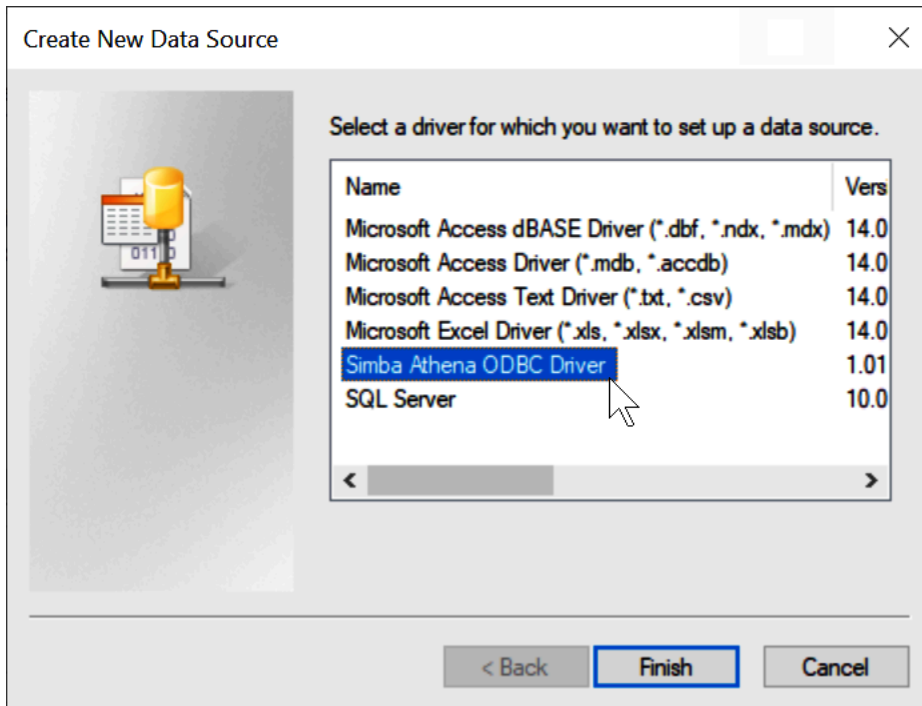 Create New Data Source
Select a driver for which you want to set up a data source.
Name Vers
Microsoft Access dBASE Driver (*.dbf, *.ndx, *.mdx) 14.0
Microsoft Access Driver (*.mdb, *.accdb) 14.0
Microsoft Access Text Driver (*.txt, *.csv) 14.0
Microsoft Excel Driver (*.xls, *.xlsx, *.xlsm, *.xlsb) 14.0
Simba Athena ODBC Driver 1.01
SQL Server 10.0
< Back Finish Cancel